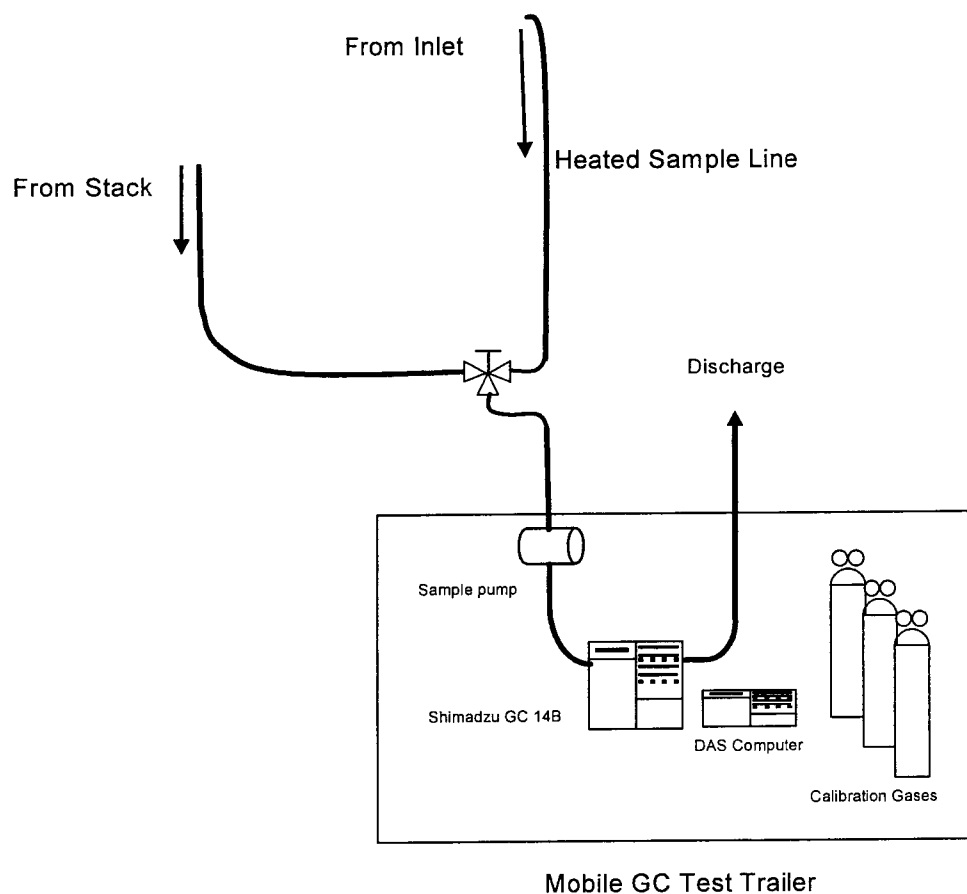 From Inlet
Heated Sample Line
From Stack
Discharge
Sample pump
Shimadzu GC 14B
DAS Computer
Calibration Gases
Mobile GC Test Trailer